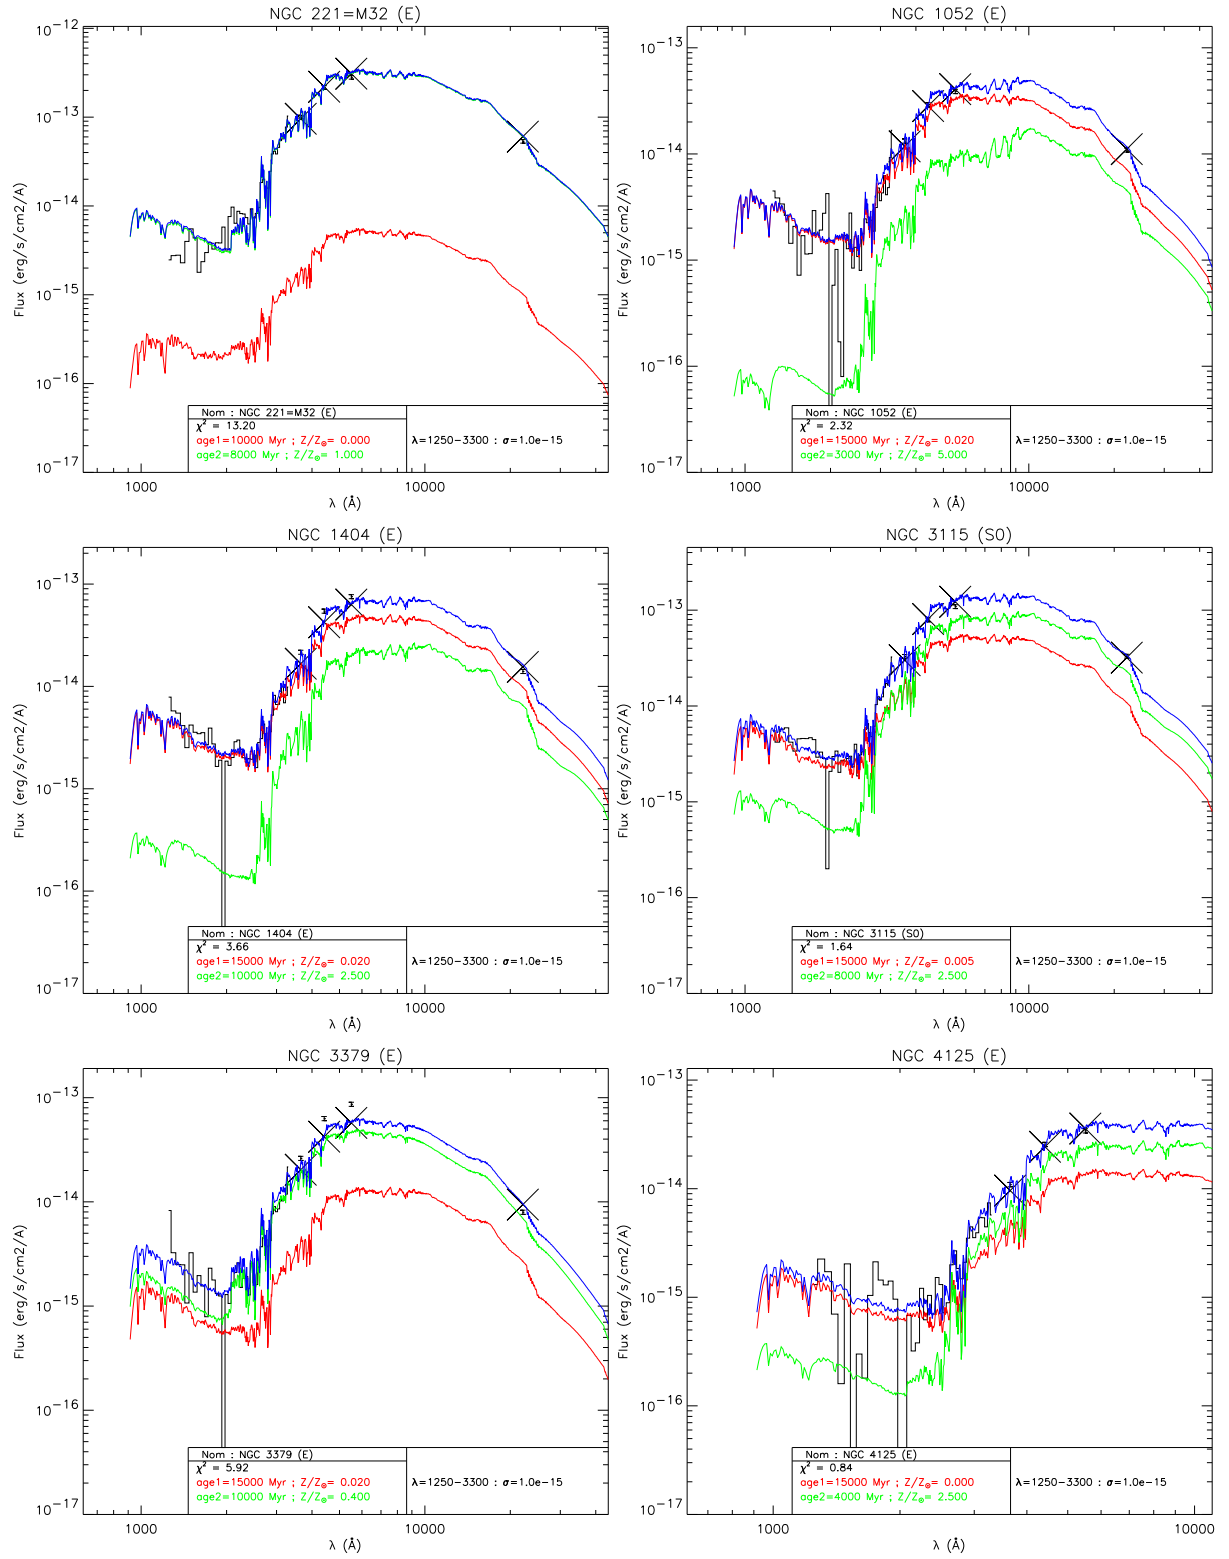 NGC 221=M32 (E)
Flux (erg/s/cm2/A)
10⁻¹²
10⁻¹³
10⁻¹⁴
10⁻¹⁵
10⁻¹⁶
10⁻¹⁷
Nom : NGC 221=M32 (E)
χ² = 13.20
age1=10000 Myr ; Z/Z⊙= 0.000
age2=8000 Myr ; Z/Z⊙= 1.000
λ=1250-3300 : σ=1.0e-15
1000 10000
λ (Å)
NGC 1052 (E)
Flux (erg/s/cm2/A)
10⁻¹³
10⁻¹⁴
10⁻¹⁵
10⁻¹⁶
10⁻¹⁷
Nom : NGC 1052 (E)
χ² = 2.32
age1=15000 Myr ; Z/Z⊙= 0.020
age2=3000 Myr ; Z/Z⊙= 5.000
λ=1250-3300 : σ=1.0e-15
1000 10000
λ (Å)
NGC 1404 (E)
Flux (erg/s/cm2/A)
10⁻¹³
10⁻¹⁴
10⁻¹⁵
10⁻¹⁶
10⁻¹⁷
Nom : NGC 1404 (E)
χ² = 3.66
age1=15000 Myr ; Z/Z⊙= 0.020
age2=10000 Myr ; Z/Z⊙= 2.500
λ=1250-3300 : σ=1.0e-15
1000 10000
λ (Å)
NGC 3115 (S0)
Flux (erg/s/cm2/A)
10⁻¹³
10⁻¹⁴
10⁻¹⁵
10⁻¹⁶
10⁻¹⁷
Nom : NGC 3115 (S0)
χ² = 1.64
age1=15000 Myr ; Z/Z⊙= 0.005
age2=8000 Myr ; Z/Z⊙= 2.500
λ=1250-3300 : σ=1.0e-15
1000 10000
λ (Å)
NGC 3379 (E)
Flux (erg/s/cm2/A)
10⁻¹³
10⁻¹⁴
10⁻¹⁵
10⁻¹⁶
10⁻¹⁷
Nom : NGC 3379 (E)
χ² = 5.92
age1=15000 Myr ; Z/Z⊙= 0.020
age2=10000 Myr ; Z/Z⊙= 0.400
λ=1250-3300 : σ=1.0e-15
1000 10000
λ (Å)
NGC 4125 (E)
Flux (erg/s/cm2/A)
10⁻¹³
10⁻¹⁴
10⁻¹⁵
10⁻¹⁶
10⁻¹⁷
Nom : NGC 4125 (E)
χ² = 0.84
age1=15000 Myr ; Z/Z⊙= 0.000
age2=4000 Myr ; Z/Z⊙= 2.500
λ=1250-3300 : σ=1.0e-15
1000 10000
λ (Å)